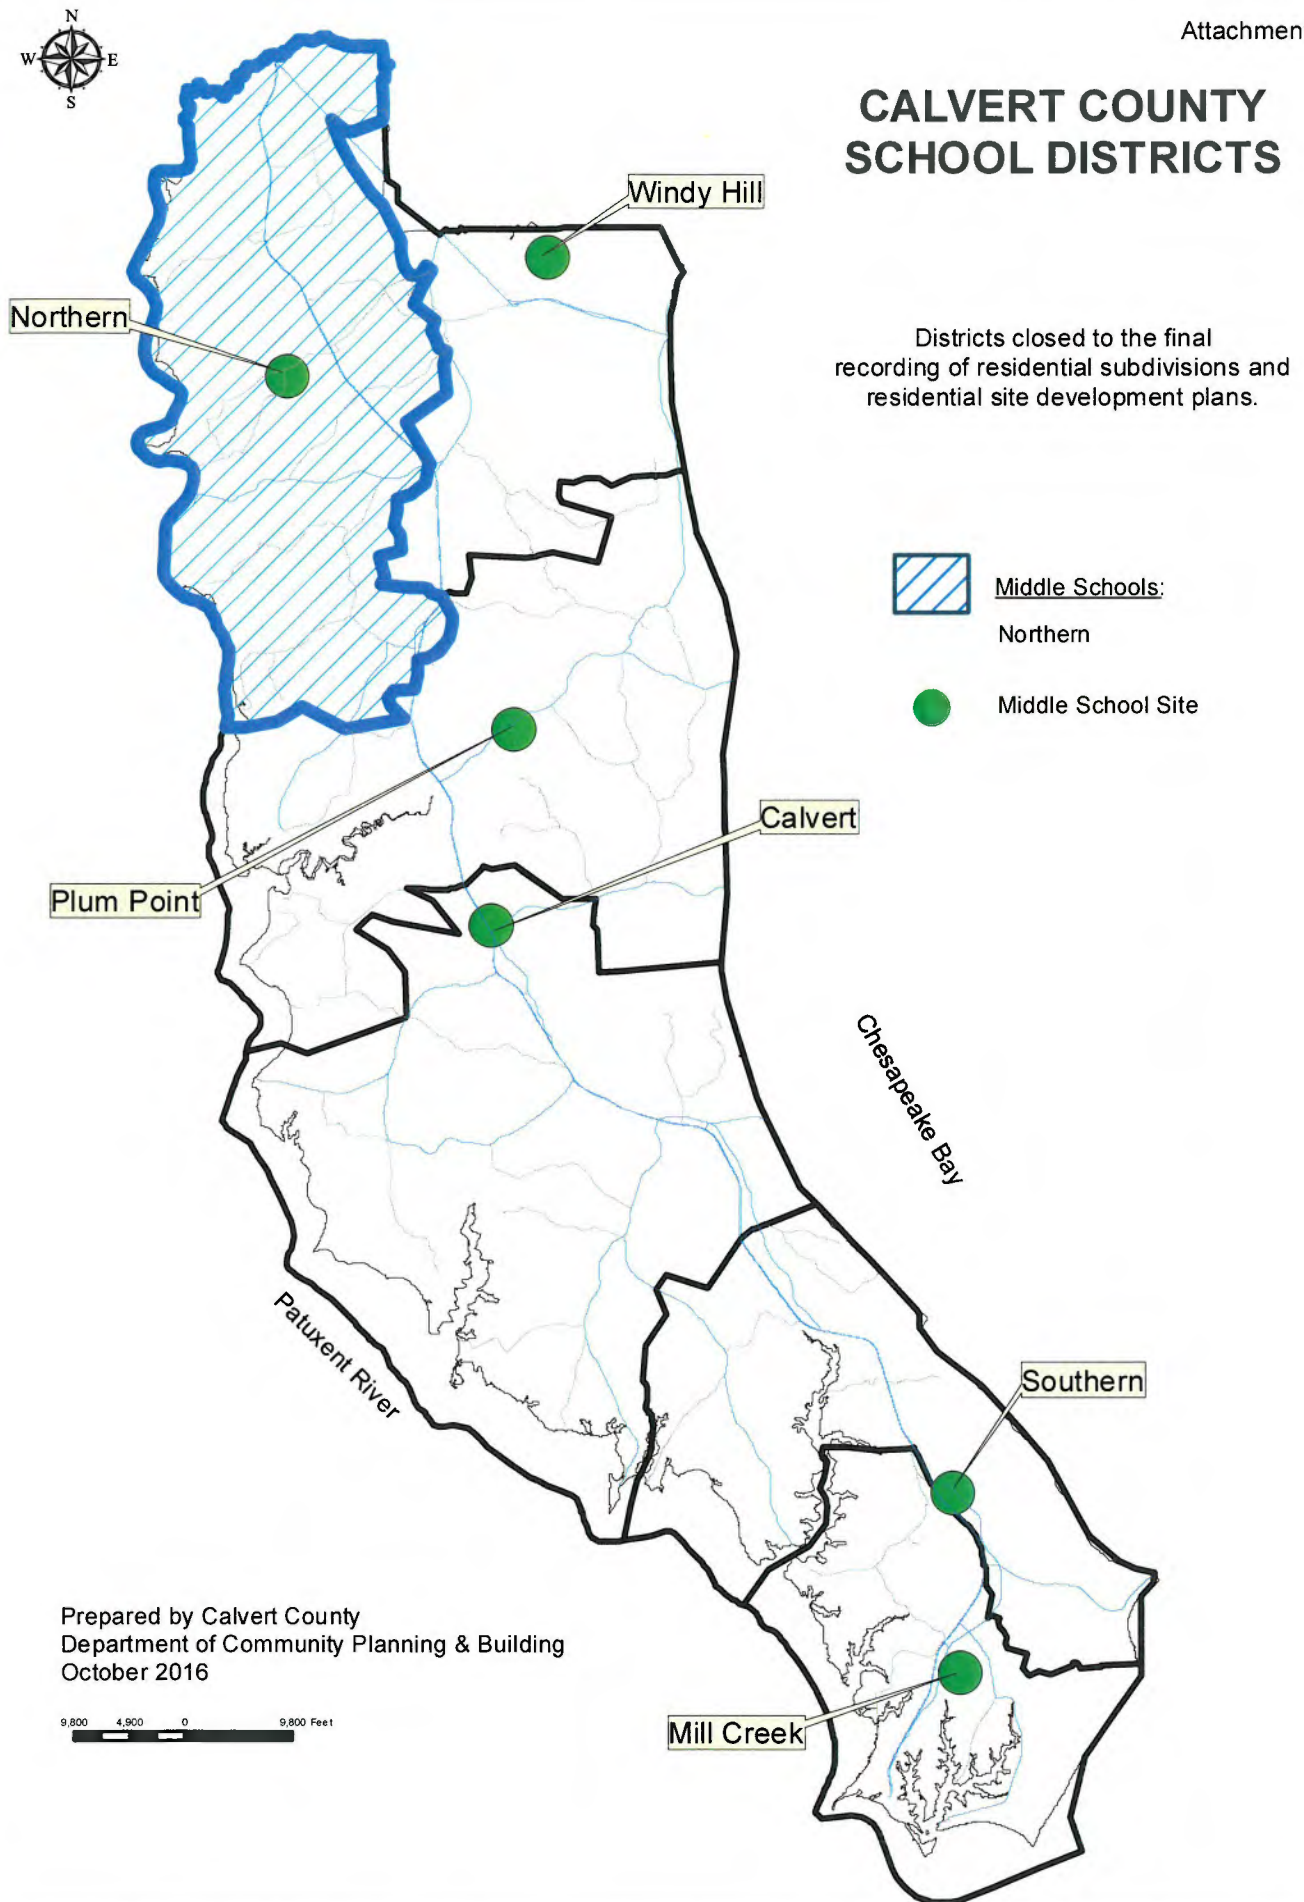 Attachmen
N
W E
S
CALVERT COUNTY
SCHOOL DISTRICTS
Windy Hill
Northern
Districts closed to the final
recording of residential subdivisions and
residential site development plans.
Middle Schools:
Northern
Middle School Site
Calvert
Plum Point
Chesapeake Bay
Patuxent River
Southern
Mill Creek
Prepared by Calvert County
Department of Community Planning & Building
October 2016
9,800 4,900 0 9,800 Feet